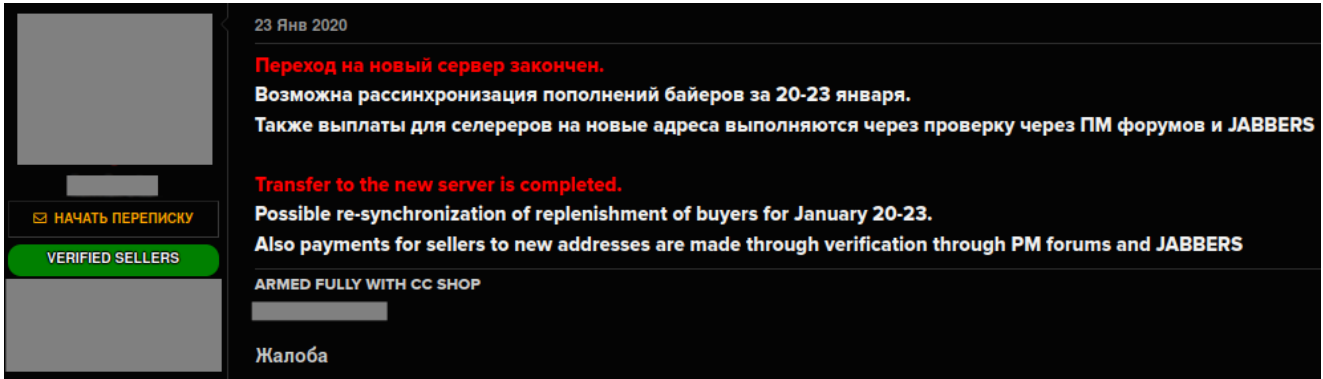 23 Янв 2020
Переход на новый сервер закончен.
Возможна рассинхронизация пополнений байеров за 20-23 января.
Также выплаты для селереров на новые адреса выполняются через проверку через ПМ форумов и JABBERS
Transfer to the new server is completed.
Possible re-synchronization of replenishment of buyers for January 20-23.
Also payments for sellers to new addresses are made through verification through PM forums and JABBERS
НАЧАТЬ ПЕРЕПИСКУ
VERIFIED SELLERS
ARMED FULLY WITH CC SHOP
Жалоба